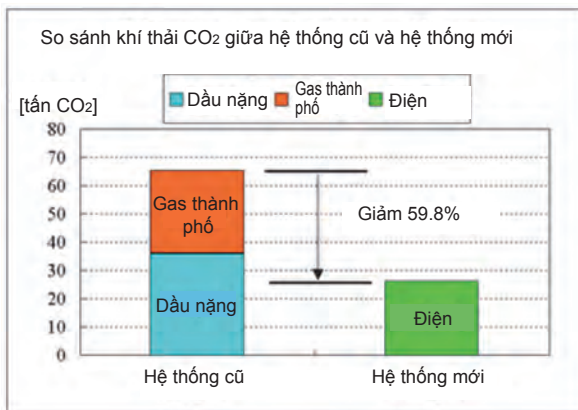 So sánh khí thải CO2 giữa hệ thống cũ và hệ thống mới
[tấn CO2]
Dầu nặng
Gas thành
phố
Điện
80
70
60
50
40
30
20
10
0
Gas thành
phố
Dầu nặng
Giảm 59.8%
Điện
Hệ thống cũ
Hệ thống mới